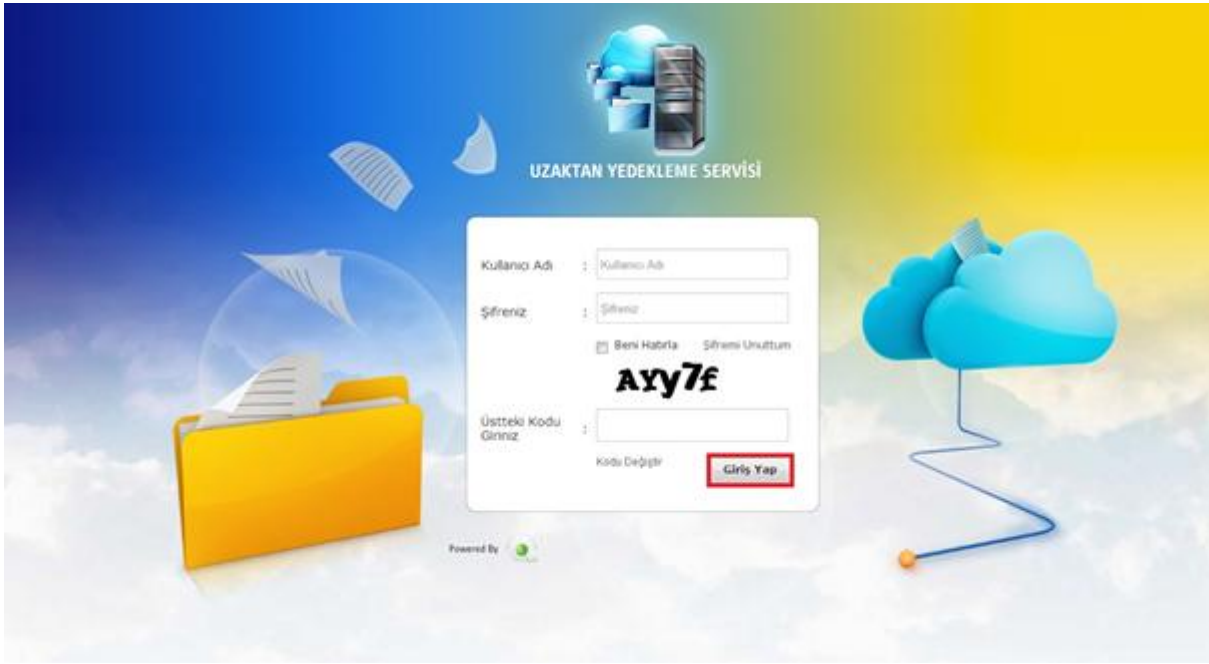 UZAKTAN YEDEKLEME SERVİSİ
Kullanıcı Adı : Kullanıcı Adı
Şifreniz : Şifreniz
Beni Hatırla Şifremi Unuttum
AYy7f
Üstteki Kodu
Giriniz :
Kodu Değiştir Giriş Yap
Powered By